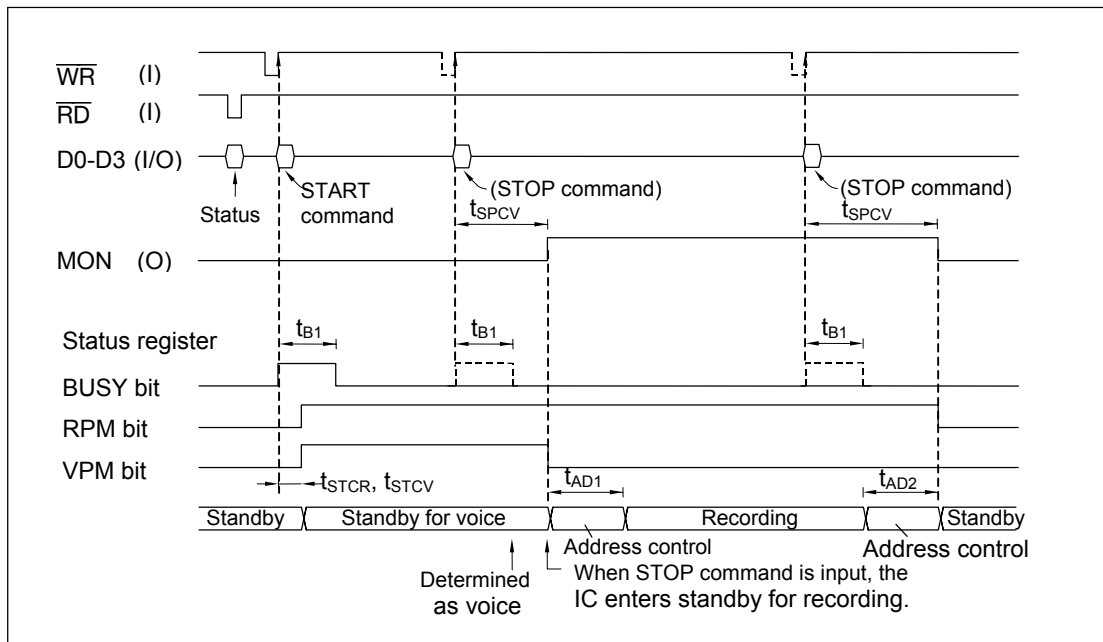 WR (I)
RD (I)
D0-D3 (I/O)
Status
START
command
(STOP command)
(STOP command)
tSPCV
tSPCV
MON (O)
Status register
tB1
tB1
tB1
BUSY bit
RPM bit
VPM bit
tSTCR, tSTCV
tAD1
tAD2
Standby
Standby for voice
Recording
Standby
Address control
Address control
Determined
as voice
When STOP command is input, the
IC enters standby for recording.